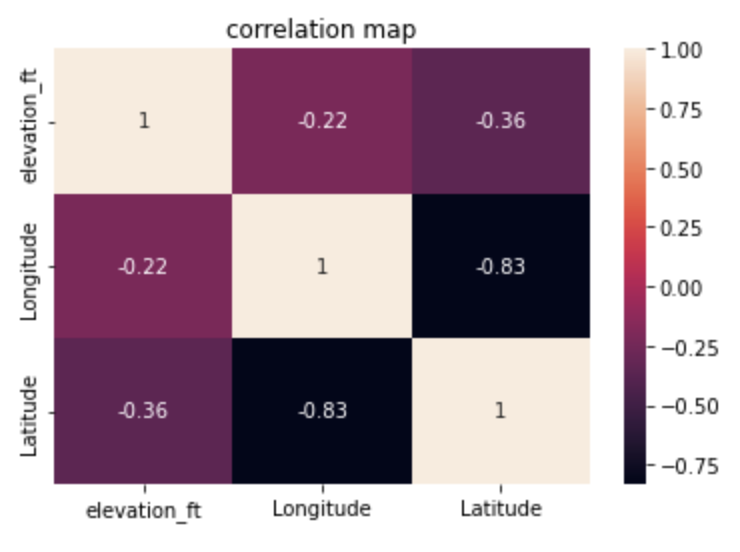 correlation map
elevation_ft
1
-0.22
-0.36
Longitude
-0.22
1
-0.83
Latitude
-0.36
-0.83
1
elevation_ft
Longitude
Latitude
1.00
0.75
0.50
0.25
0.00
−0.25
−0.50
−0.75